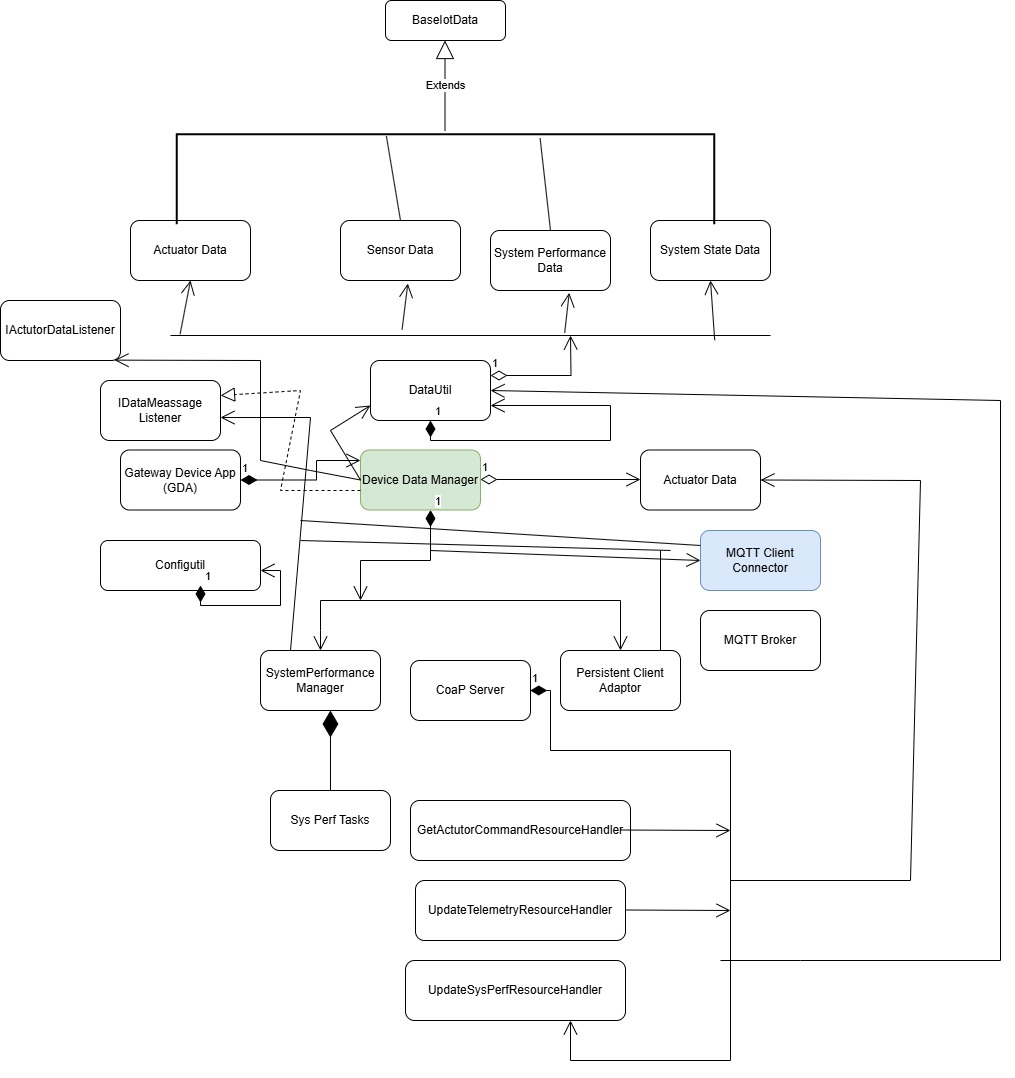 BaseIotData
Extends
Actuator Data
Sensor Data
System Performance
Data
System State Data
IActutorDataListener
DataUtil
1
1
IDataMeassage
Listener
Gateway Device App
(GDA)
1
Device Data Manager
1
1
Actuator Data
Configutil
1
MQTT Client
Connector
MQTT Broker
SystemPerformance
Manager
CoaP Server
1
Persistent Client
Adaptor
Sys Perf Tasks
GetActutorCommandResourceHandler
UpdateTelemetryResourceHandler
UpdateSysPerfResourceHandler